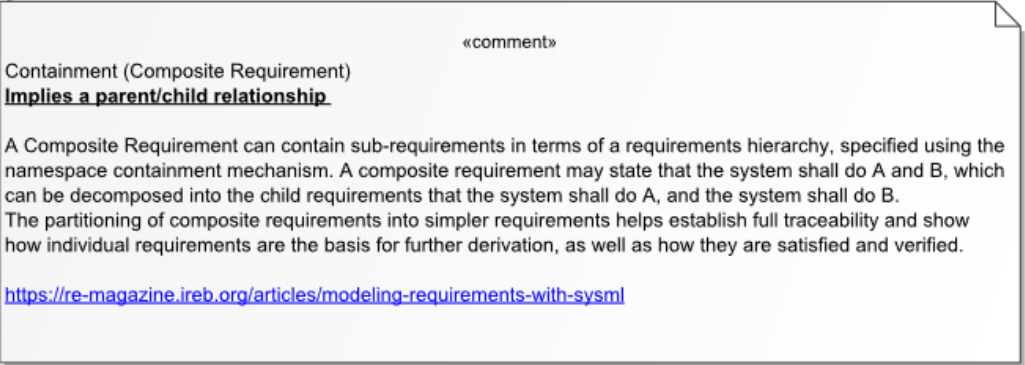 «comment»
Containment (Composite Requirement)
Implies a parent/child relationship
A Composite Requirement can contain sub-requirements in terms of a requirements hierarchy, specified using the
namespace containment mechanism. A composite requirement may state that the system shall do A and B, which
can be decomposed into the child requirements that the system shall do A, and the system shall do B.
The partitioning of composite requirements into simpler requirements helps establish full traceability and show
how individual requirements are the basis for further derivation, as well as how they are satisfied and verified.
https://re-magazine.ireb.org/articles/modeling-requirements-with-sysml